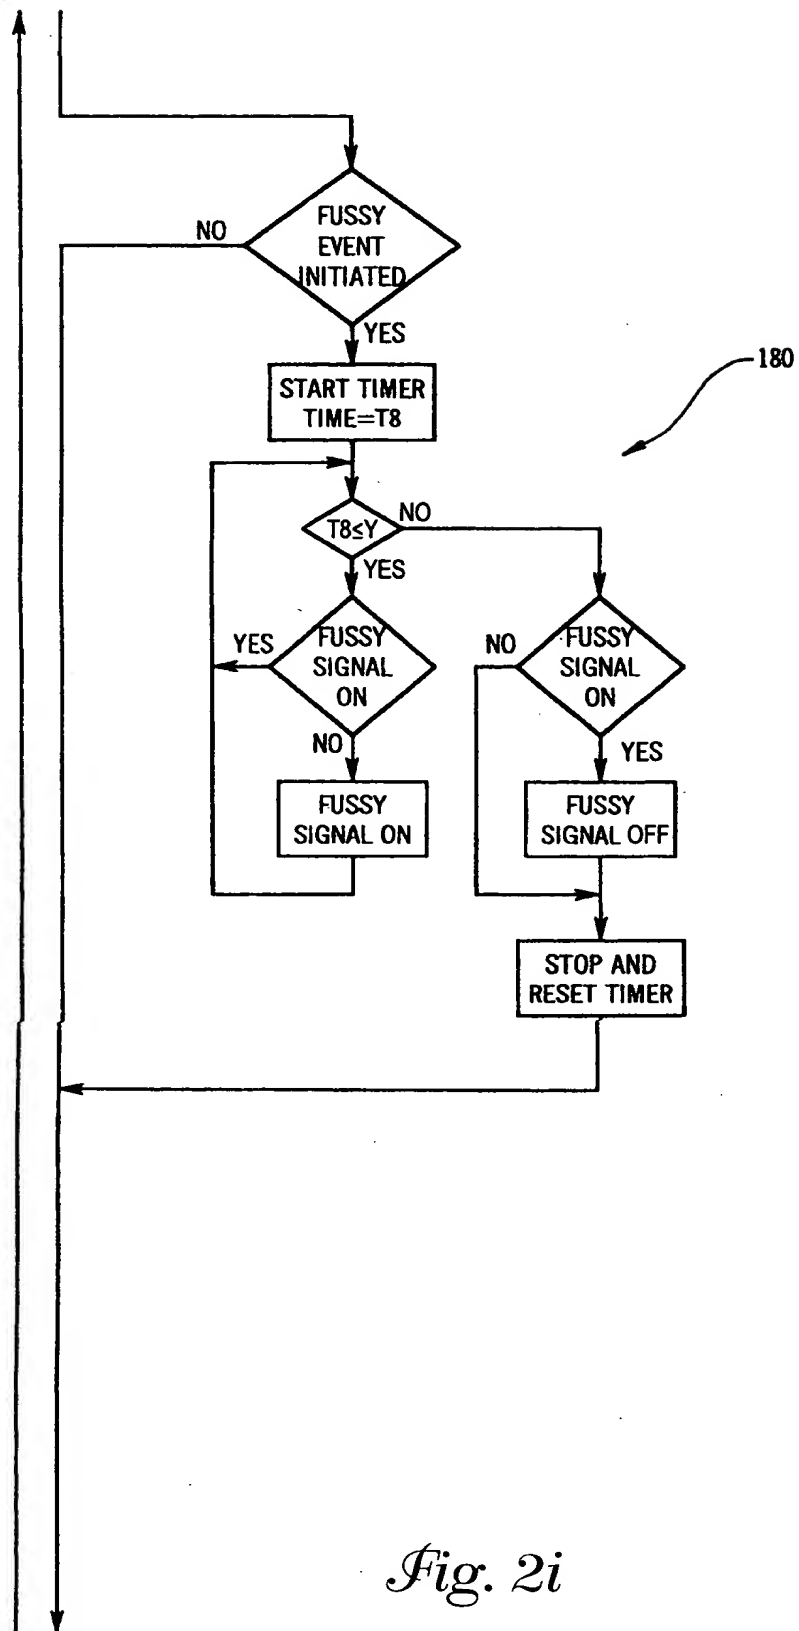 FUSSY
EVENT
INITIATED
NO
YES
START TIMER
TIME=T8
180
T8≤Y
NO
YES
FUSSY
SIGNAL
ON
YES
NO
FUSSY
SIGNAL ON
FUSSY
SIGNAL
ON
NO
YES
FUSSY
SIGNAL OFF
STOP AND
RESET TIMER
Fig. 2i